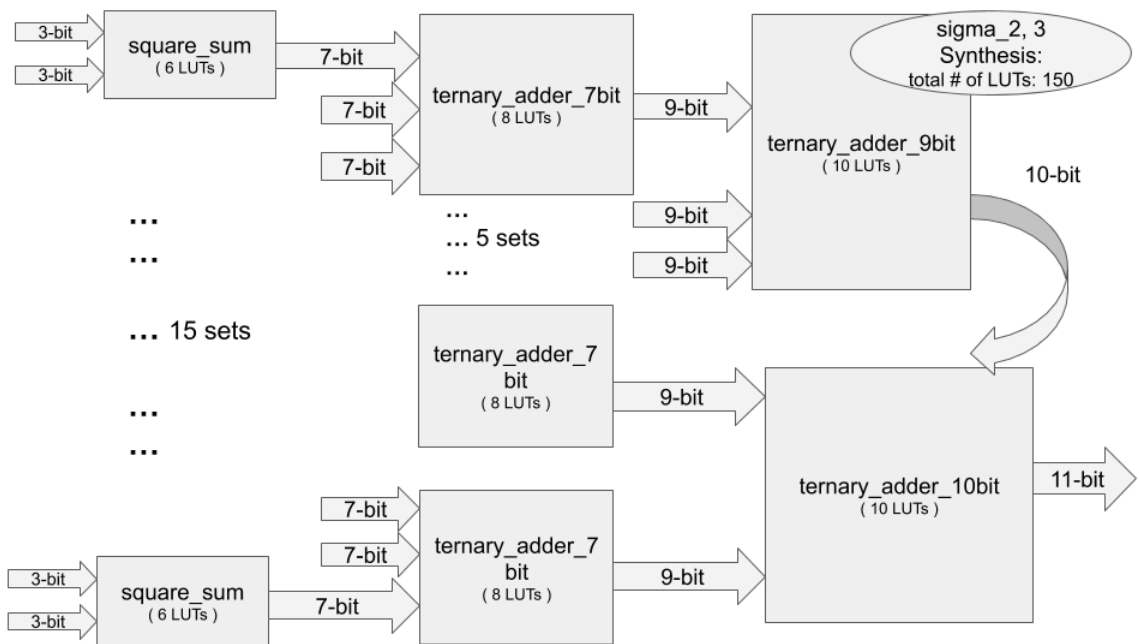 3-bit
3-bit
square_sum
( 6 LUTs )
7-bit
7-bit
7-bit
ternary_adder_7bit
( 8 LUTs )
9-bit
9-bit
9-bit
ternary_adder_9bit
( 10 LUTs )
sigma_2, 3
Synthesis:
total # of LUTs: 150
10-bit
...
...
... 15 sets
...
...
...
... 5 sets
...
ternary_adder_7
bit
( 8 LUTs )
9-bit
ternary_adder_10bit
( 10 LUTs )
11-bit
3-bit
3-bit
square_sum
( 6 LUTs )
7-bit
7-bit
7-bit
ternary_adder_7
bit
( 8 LUTs )
9-bit